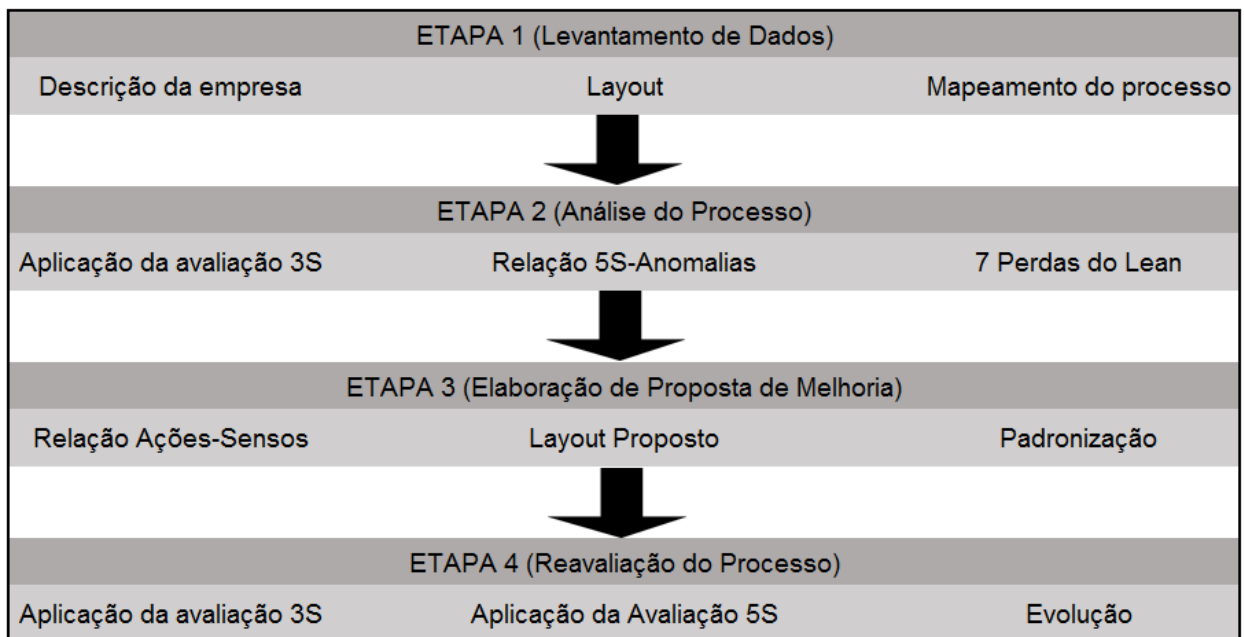 ETAPA 1 (Levantamento de Dados)
Descrição da empresa Layout Mapeamento do processo
ETAPA 2 (Análise do Processo)
Aplicação da avaliação 3S Relação 5S-Anomalias 7 Perdas do Lean
ETAPA 3 (Elaboração de Proposta de Melhoria)
Relação Ações-Sensos Layout Proposto Padronização
ETAPA 4 (Reavaliação do Processo)
Aplicação da avaliação 3S Aplicação da Avaliação 5S Evolução